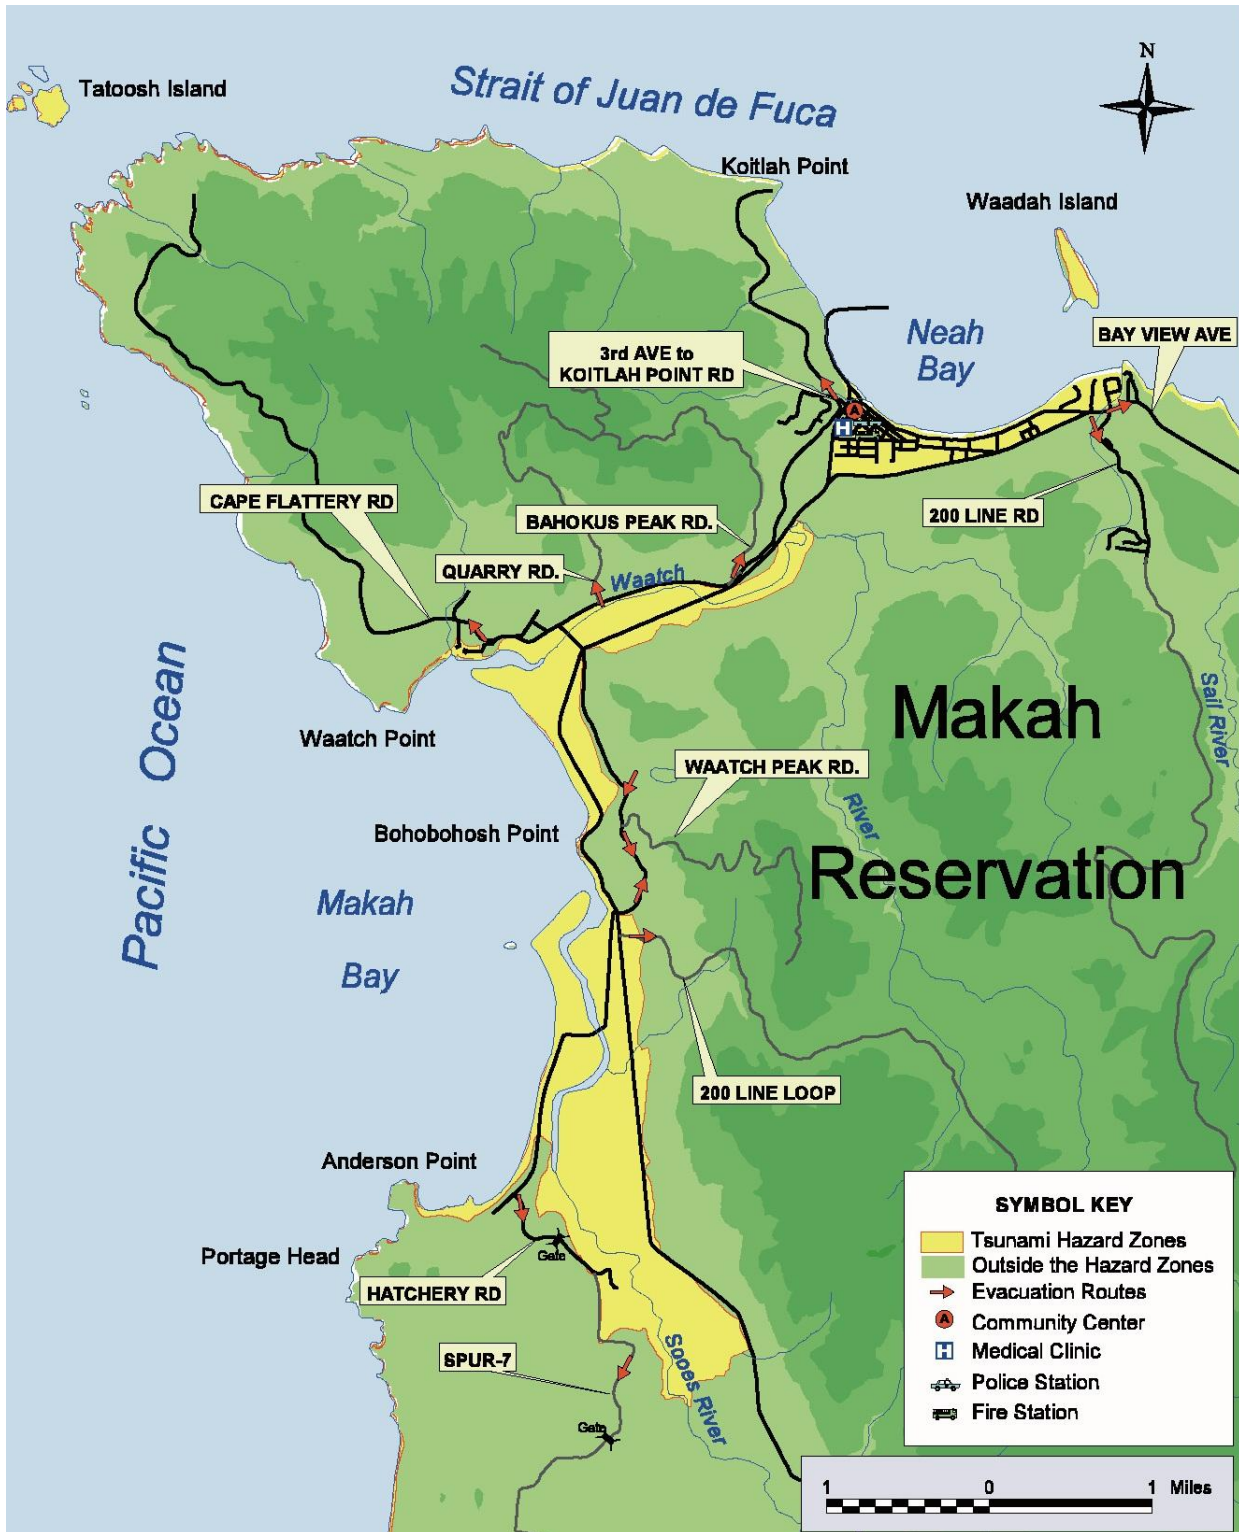 N
Tatoosh Island
Strait of Juan de Fuca
Koitlah Point
Waadah Island
Neah
Bay
BAY VIEW AVE
3rd AVE to
KOITLAH POINT RD
A
H
CAPE FLATTERY RD
BAHOKUS PEAK RD.
200 LINE RD
QUARRY RD.
Waatch
Pacific Ocean
Makah
Sail River
Waatch Point
WAATCH PEAK RD.
River
Bohobohosh Point
Reservation
Makah
Bay
200 LINE LOOP
Anderson Point
Portage Head
Gate
HATCHERY RD
SPUR-7
Sooes River
Gate
SYMBOL KEY
Tsunami Hazard Zones
Outside the Hazard Zones
Evacuation Routes
A
Community Center
H
Medical Clinic
Police Station
Fire Station
1 0 1 Miles